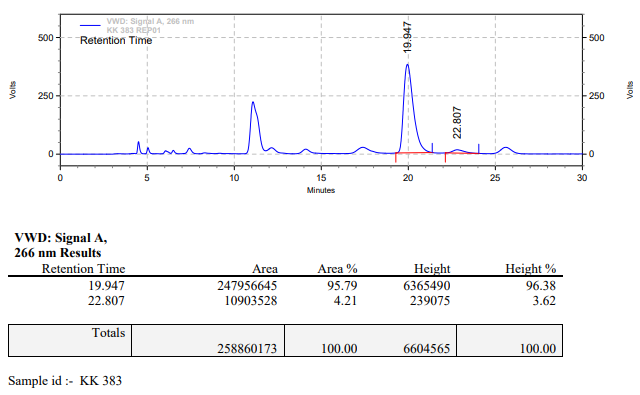 VWD: Signal A, 266 nm
KK 383 REP01
Retention Time
19.947
22.807
500
250
0
500
250
0
Volts
Volts
0 5 10 15 20 25 30
Minutes
VWD: Signal A,
266 nm Results
Retention Time Area Area % Height Height %
19.947 247956645 95.79 6365490 96.38
22.807 10903528 4.21 239075 3.62
Totals
258860173 100.00 6604565 100.00
Sample id :- KK 383